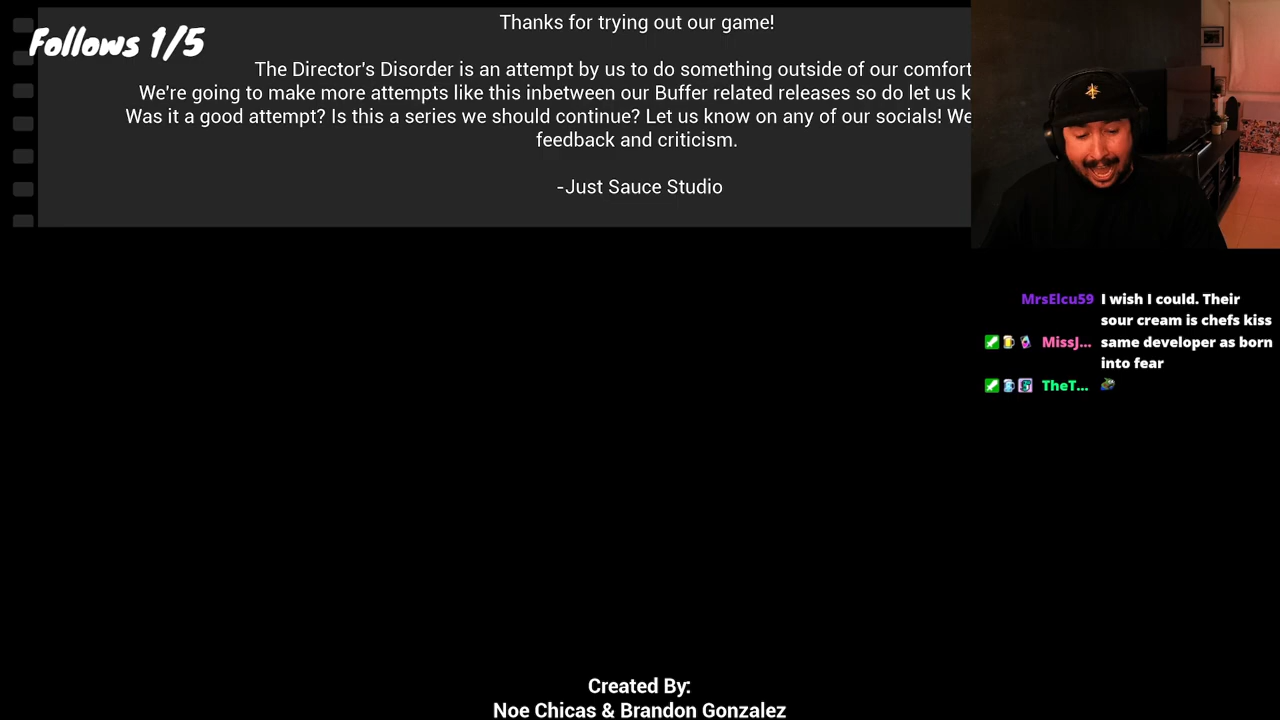 Follows 1/5
Thanks for trying out our game!
The Director's Disorder is an attempt by us to do something outside of our comfort
We're going to make more attempts like this inbetween our Buffer related releases so do let us k
Was it a good attempt? Is this a series we should continue? Let us know on any of our socials! We
feedback and criticism.
-Just Sauce Studio
MrsElcu59 I wish I could. Their
sour cream is chefs kiss
MissJ... same developer as born
into fear
TheT...
Created By:
Noe Chicas & Brandon Gonzalez